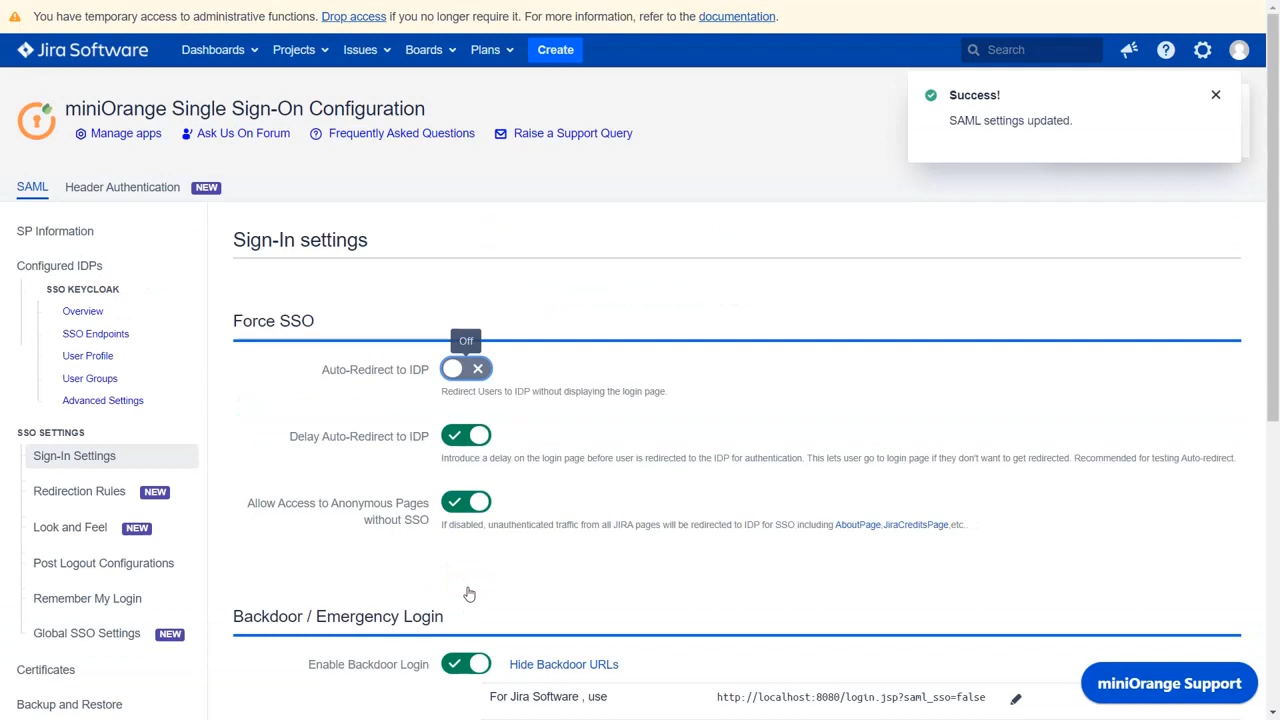 You have temporary access to administrative functions. Drop access if you no longer require it. For more information, refer to the documentation.
Jira Software Dashboards Projects Issues Boards Plans Create Search
miniOrange Single Sign-On Configuration
Manage apps Ask Us On Forum Frequently Asked Questions Raise a Support Query
Success!
SAML settings updated.
SAML Header Authentication NEW
SP Information
Configured IDPs
SSO KEYCLOAK
Overview
SSO Endpoints
User Profile
User Groups
Advanced Settings
SSO SETTINGS
Sign-In Settings
Redirection Rules NEW
Look and Feel NEW
Post Logout Configurations
Remember My Login
Global SSO Settings NEW
Certificates
Backup and Restore
Sign-In settings
Force SSO
Off
Auto-Redirect to IDP
Redirect Users to IDP without displaying the login page.
Delay Auto-Redirect to IDP
Introduce a delay on the login page before user is redirected to the IDP for authentication. This lets user go to login page if they don't want to get redirected. Recommended for testing Auto-redirect.
Allow Access to Anonymous Pages
without SSO
If disabled, unauthenticated traffic from all JIRA pages will be redirected to IDP for SSO including AboutPage,JiraCreditsPage,etc..
Backdoor / Emergency Login
Enable Backdoor Login Hide Backdoor URLs
For Jira Software , use http://localhost:8080/login.jsp?saml_sso=false
miniOrange Support